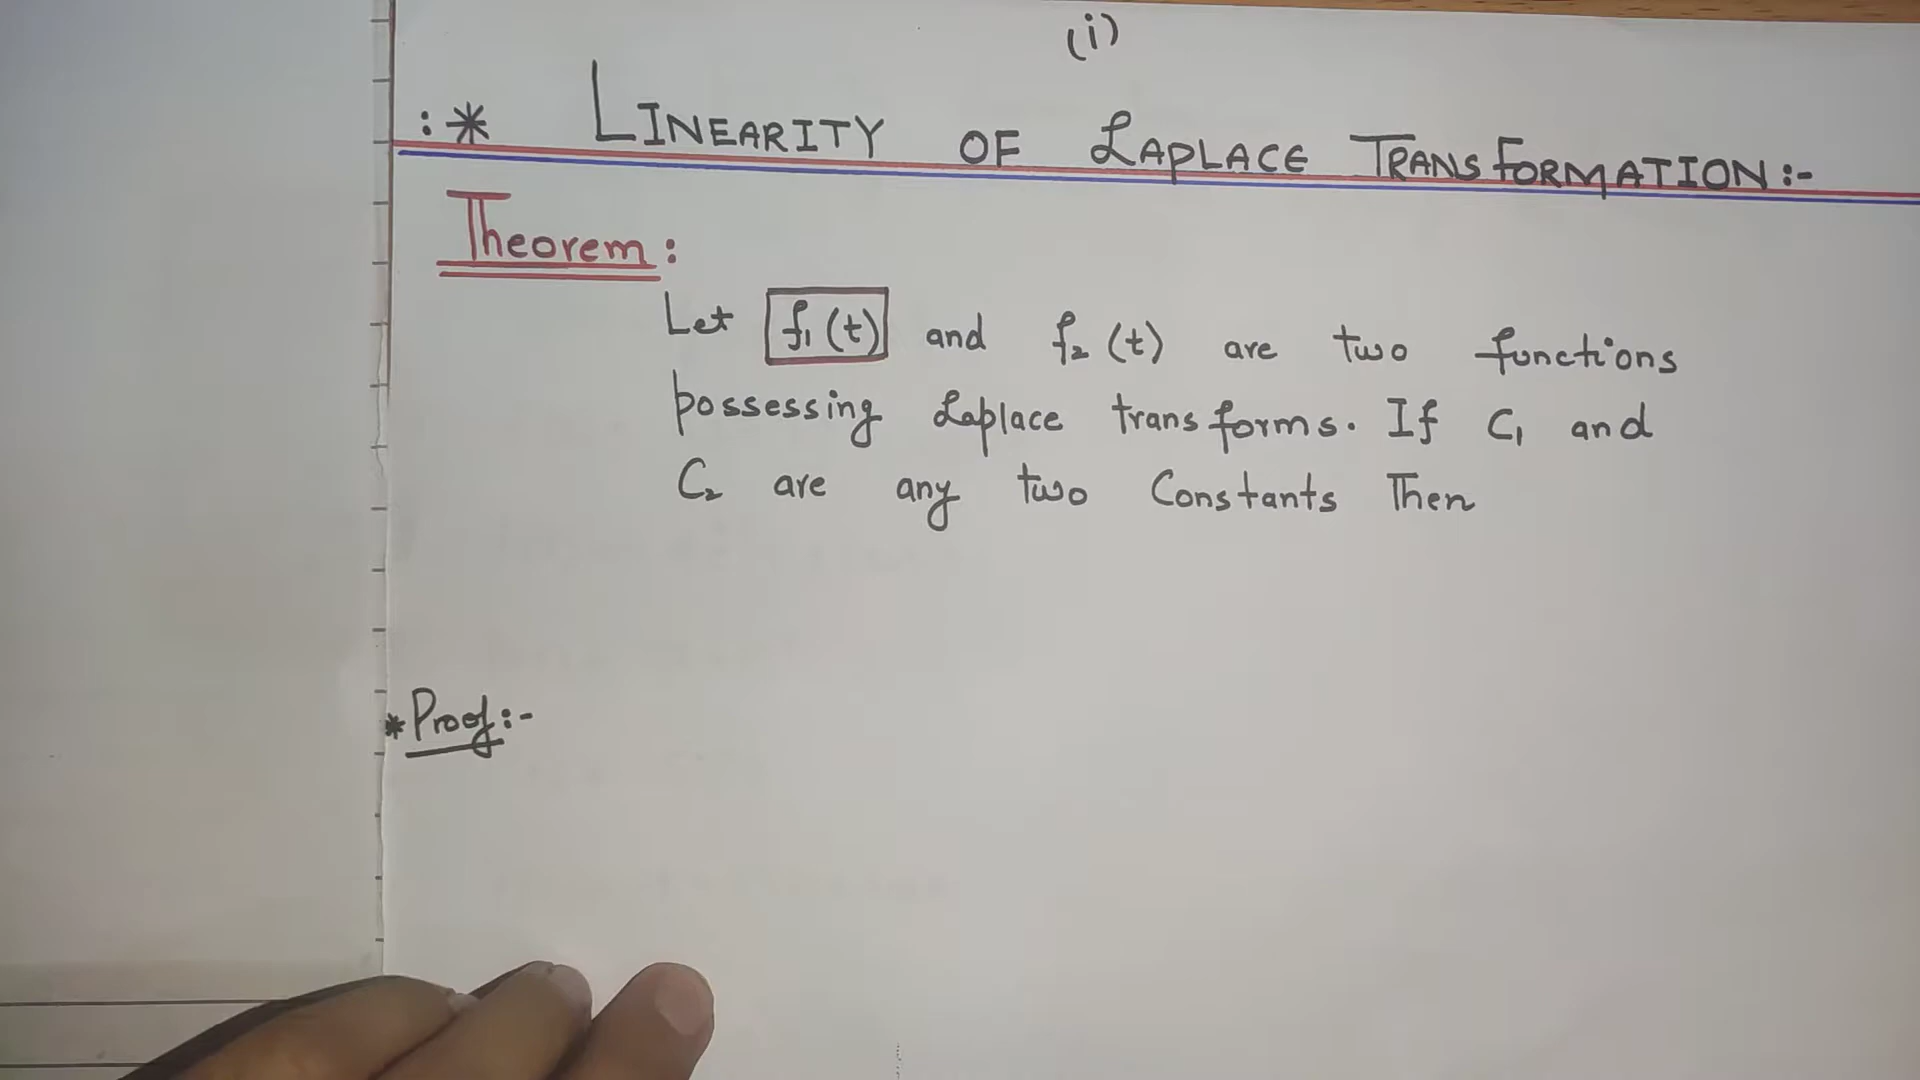 (i)
:* LINEARITY OF LAPLACE TRANSFORMATION:-
Theorem:
Let f₁(t) and f₂(t) are two functions
possessing Laplace transforms. If C₁ and
C₂ are any two Constants Then
*Proof:-